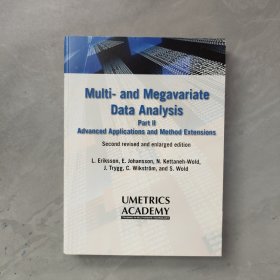 Multi- and Megavariate
Data Analysis
Part II
Advanced Applications and Method Extensions
Second revised and enlarged edition
L. Eriksson, E. Johansson, N. Kettaneh-Wold,
J. Trygg, C. Wikström, and S. Wold
UMETRICS
ACADEMY